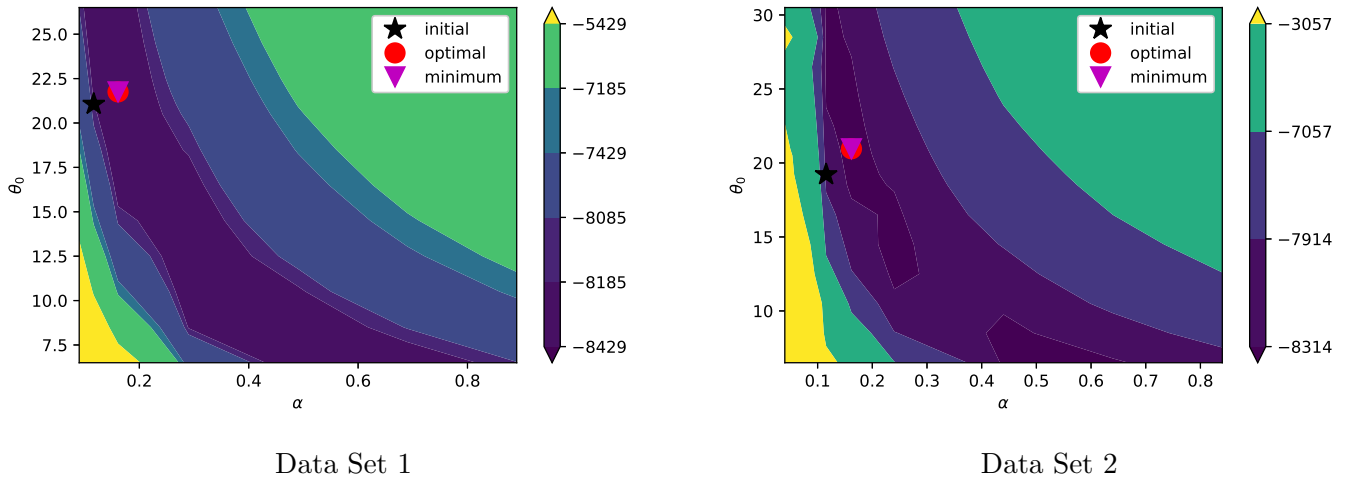 initial
optimal
minimum
25.0
22.5
20.0
17.5
15.0
12.5
10.0
7.5
θ0
0.2 0.4 0.6 0.8
α
−5429
−7185
−7429
−8085
−8185
−8429
Data Set 1
initial
optimal
minimum
30
25
20
15
10
θ0
0.1 0.2 0.3 0.4 0.5 0.6 0.7 0.8
α
−3057
−7057
−7914
−8314
Data Set 2